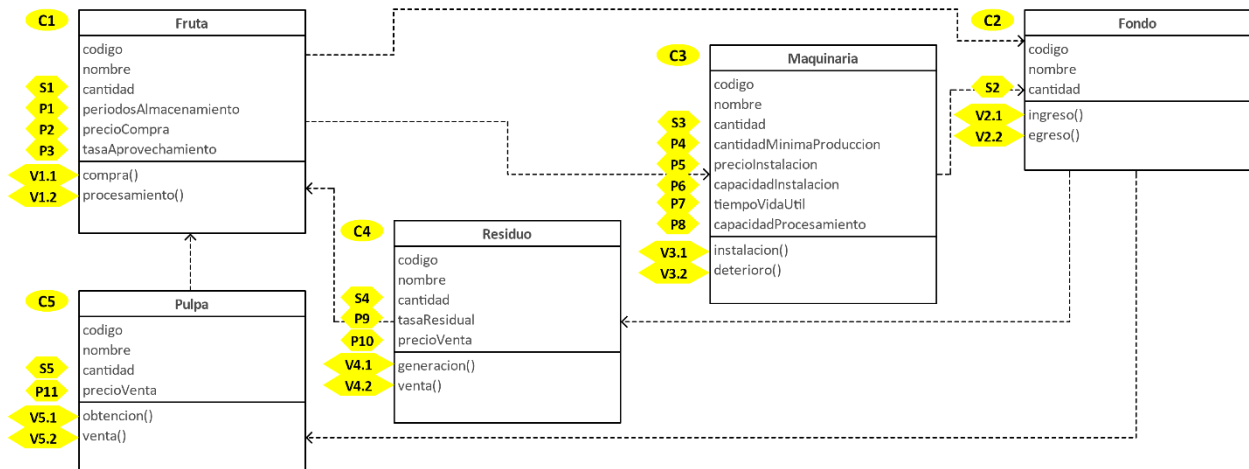 C1
Fruta
codigo
nombre
S1 cantidad
P1 periodosAlmacenamiento
P2 precioCompra
P3 tasaAprovechamiento
V1.1 compra()
V1.2 procesamiento()
C2
Fondo
codigo
nombre
S2 cantidad
V2.1 ingreso()
V2.2 egreso()
C3
Maquinaria
codigo
nombre
S3 cantidad
P4 cantidadMinimaProduccion
P5 precioInstalacion
P6 capacidadInstalacion
P7 tiempoVidaUtil
P8 capacidadProcesamiento
V3.1 instalacion()
V3.2 deterioro()
C4
Residuo
codigo
nombre
S4 cantidad
P9 tasaResidual
P10 precioVenta
V4.1 generacion()
V4.2 venta()
C5
Pulpa
codigo
nombre
S5 cantidad
P11 precioVenta
V5.1 obtencion()
V5.2 venta()